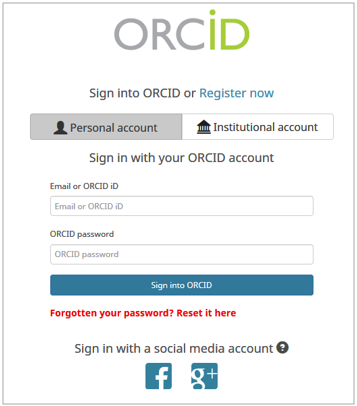 ORCiD
Sign into ORCID or Register now
Personal account
Institutional account
Sign in with your ORCID account
Email or ORCID iD
Email or ORCID iD
ORCID password
ORCID password
Sign into ORCID
Forgotten your password? Reset it here
Sign in with a social media account ?
f g+